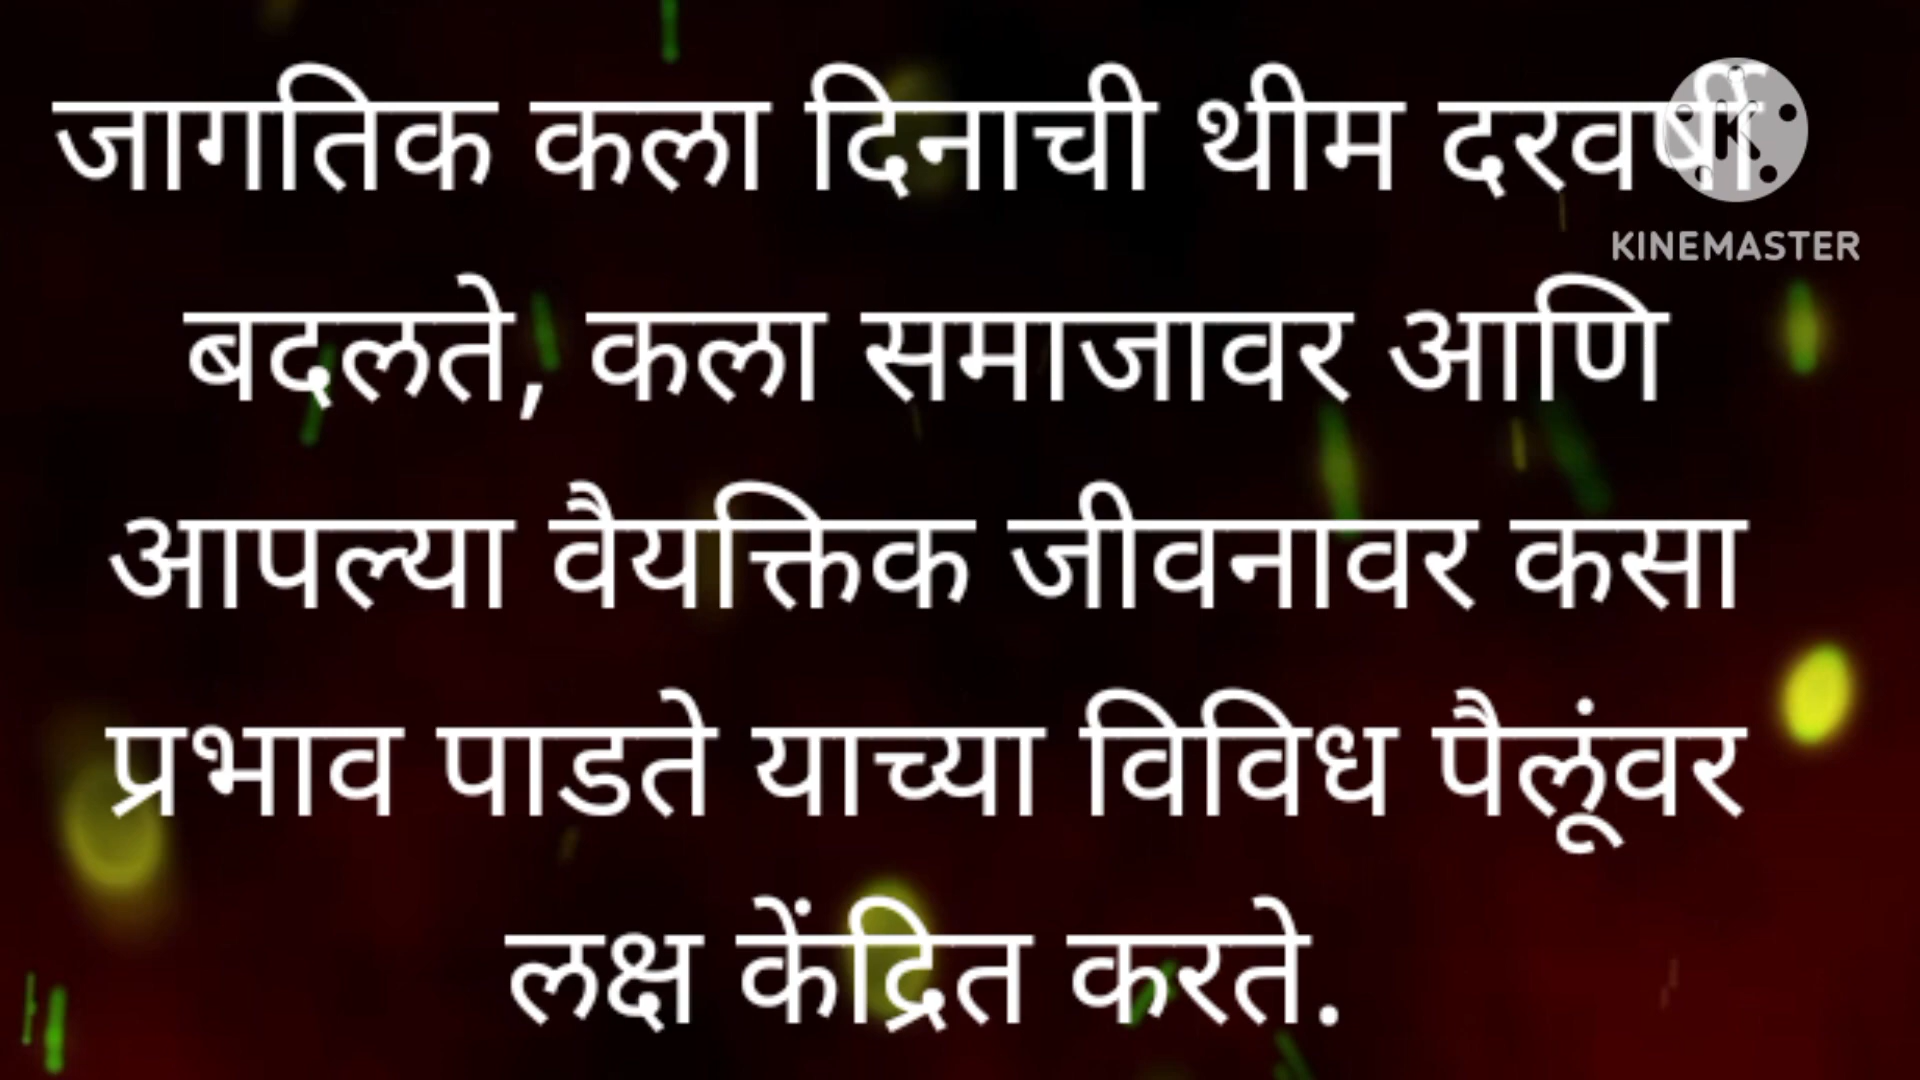 जागतिक कला दिनाची थीम दरवर्षी
KINEMASTER
बदलते, कला समाजावर आणि
आपल्या वैयक्तिक जीवनावर कसा
प्रभाव पाडते याच्या विविध पैलूंवर
लक्ष केंद्रित करते.